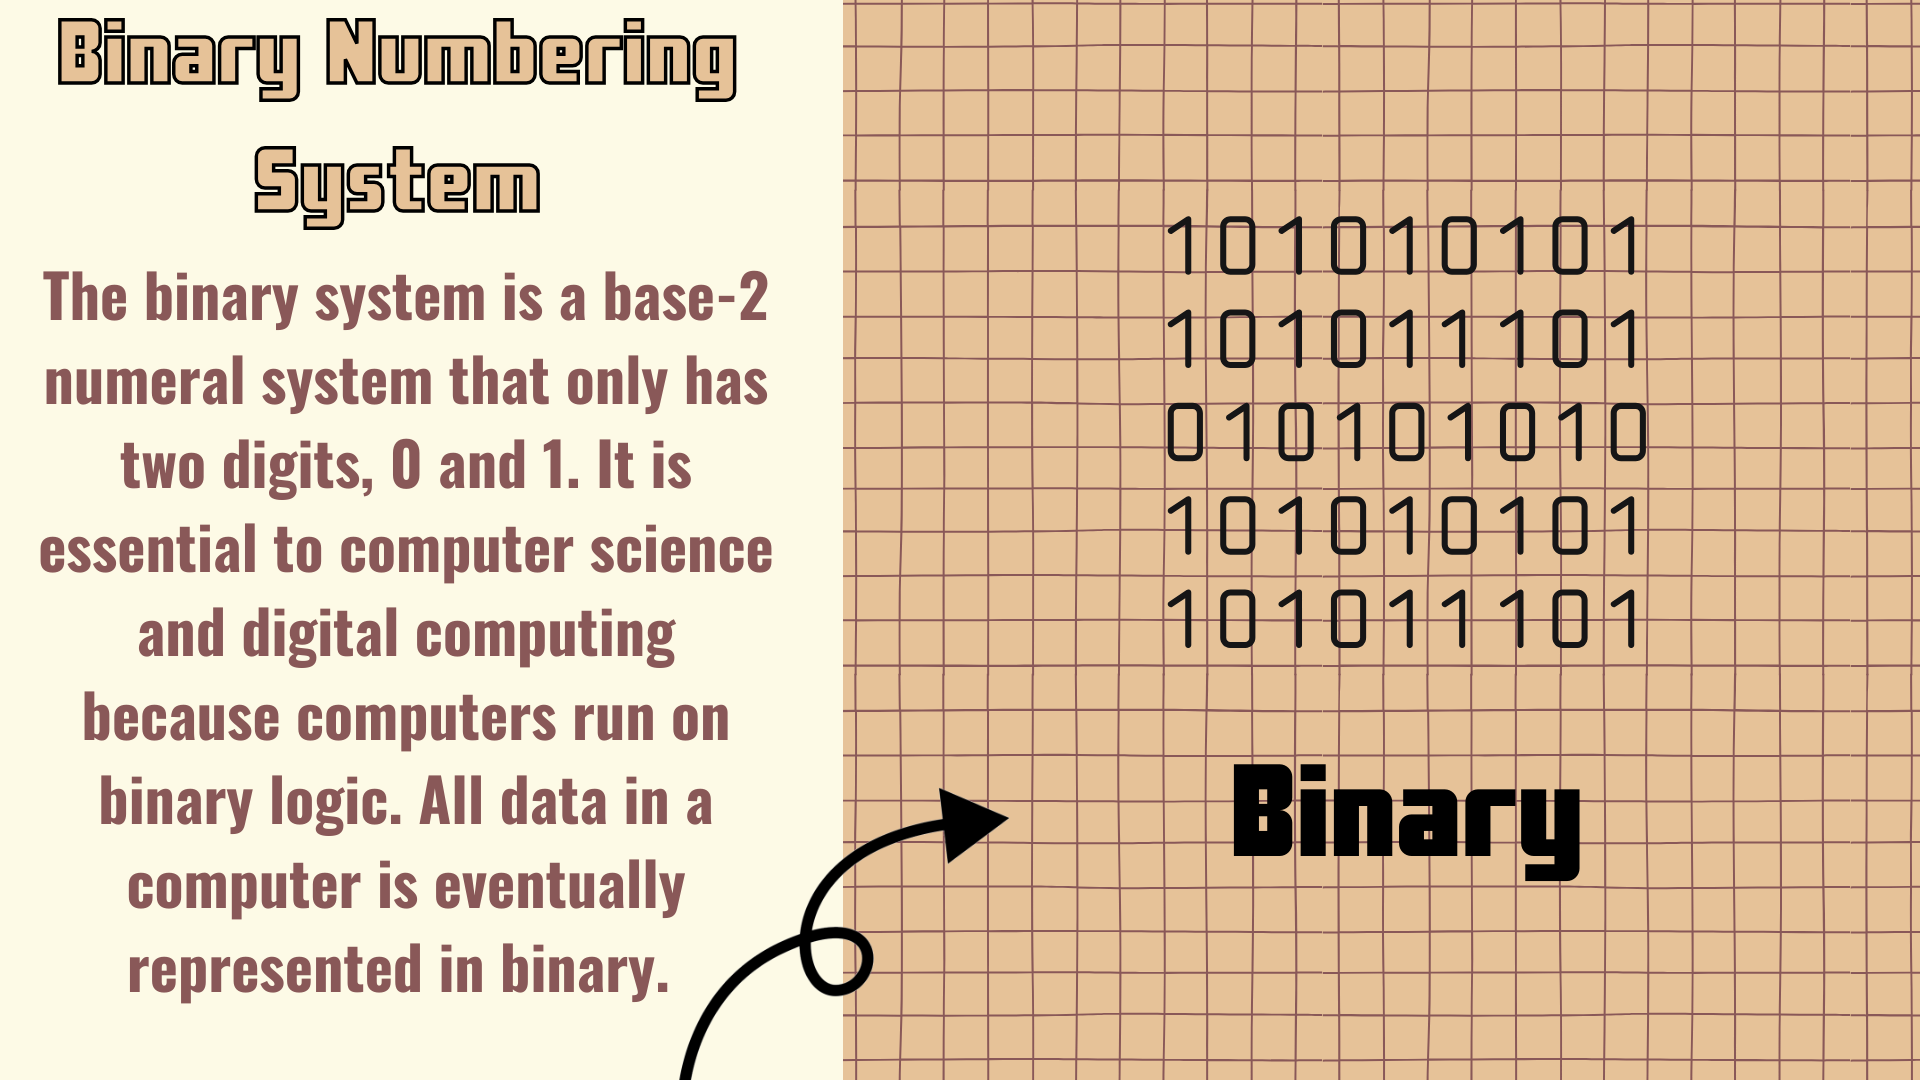 Binary Numbering
System
The binary system is a base-2
numeral system that only has
two digits, 0 and 1. It is
essential to computer science
and digital computing
because computers run on
binary logic. All data in a
computer is eventually
represented in binary.
101010101
101011101
010101010
101010101
101011101
Binary